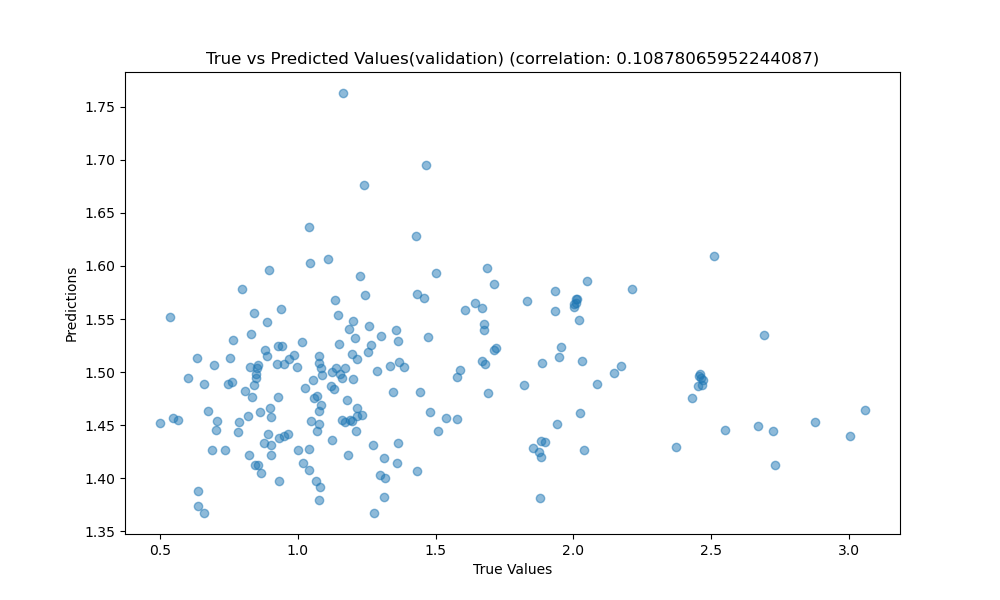 True vs Predicted Values(validation) (correlation: 0.10878065952244087)
1.75
1.70
1.65
1.60
1.55
1.50
1.45
1.40
1.35
Predictions
0.5 1.0 1.5 2.0 2.5 3.0
True Values